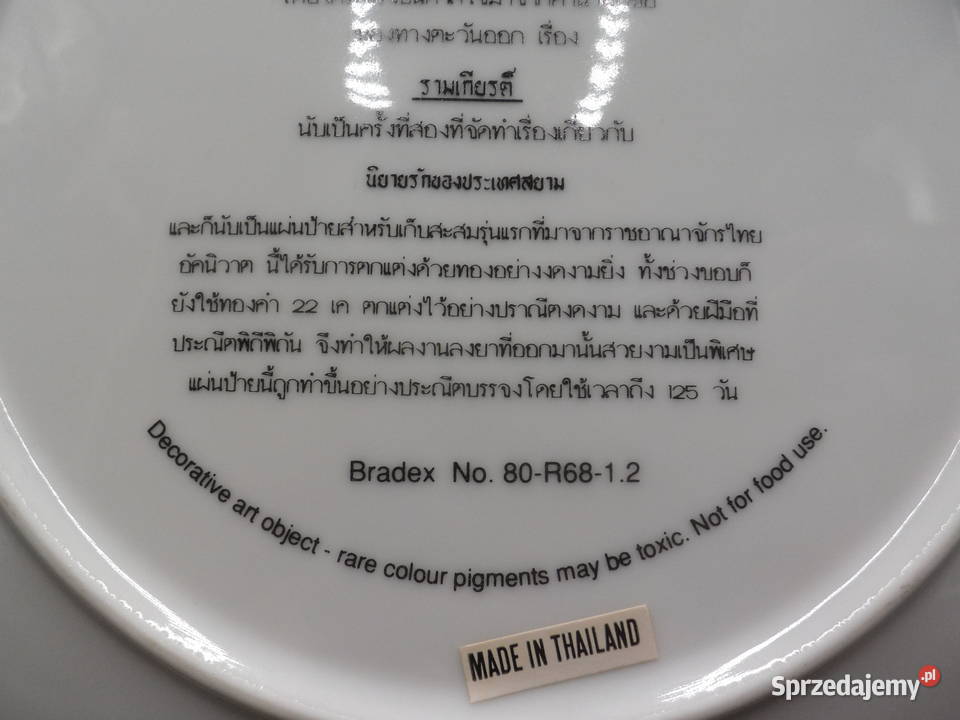 ของทางตะวันออก เรื่อง
รามเกียรติ์
นับเป็นครั้งที่สองที่จัดทำเรื่องเกี่ยวกับ
นิยายรักของประเทศสยาม
และก็นับเป็นแผ่นป้ายสำหรับเก็บสะสมรุ่นแรกที่มาจากราชอาณาจักรไทย
อัคนิวาต นี้ได้รับการตกแต่งด้วยทองอย่างงดงามยิ่ง ทั้งช่วงขอบก็
ยังใช้ทองคำ 22 เค ตกแต่งไว้อย่างปราณีตงดงาม และด้วยฝีมือที่
ประณีตพิถีพิถัน จึงทำให้ผลงานลงยาที่ออกมานั้นสวยงามเป็นพิเศษ
แผ่นป้ายนี้ถูกทำขึ้นอย่างประณีตบรรจงโดยใช้เวลาถึง 125 วัน
Bradex No. 80-R68-1.2
Decorative art object - rare colour pigments may be toxic. Not for food use.
MADE IN THAILAND
Sprzedajemy.pl